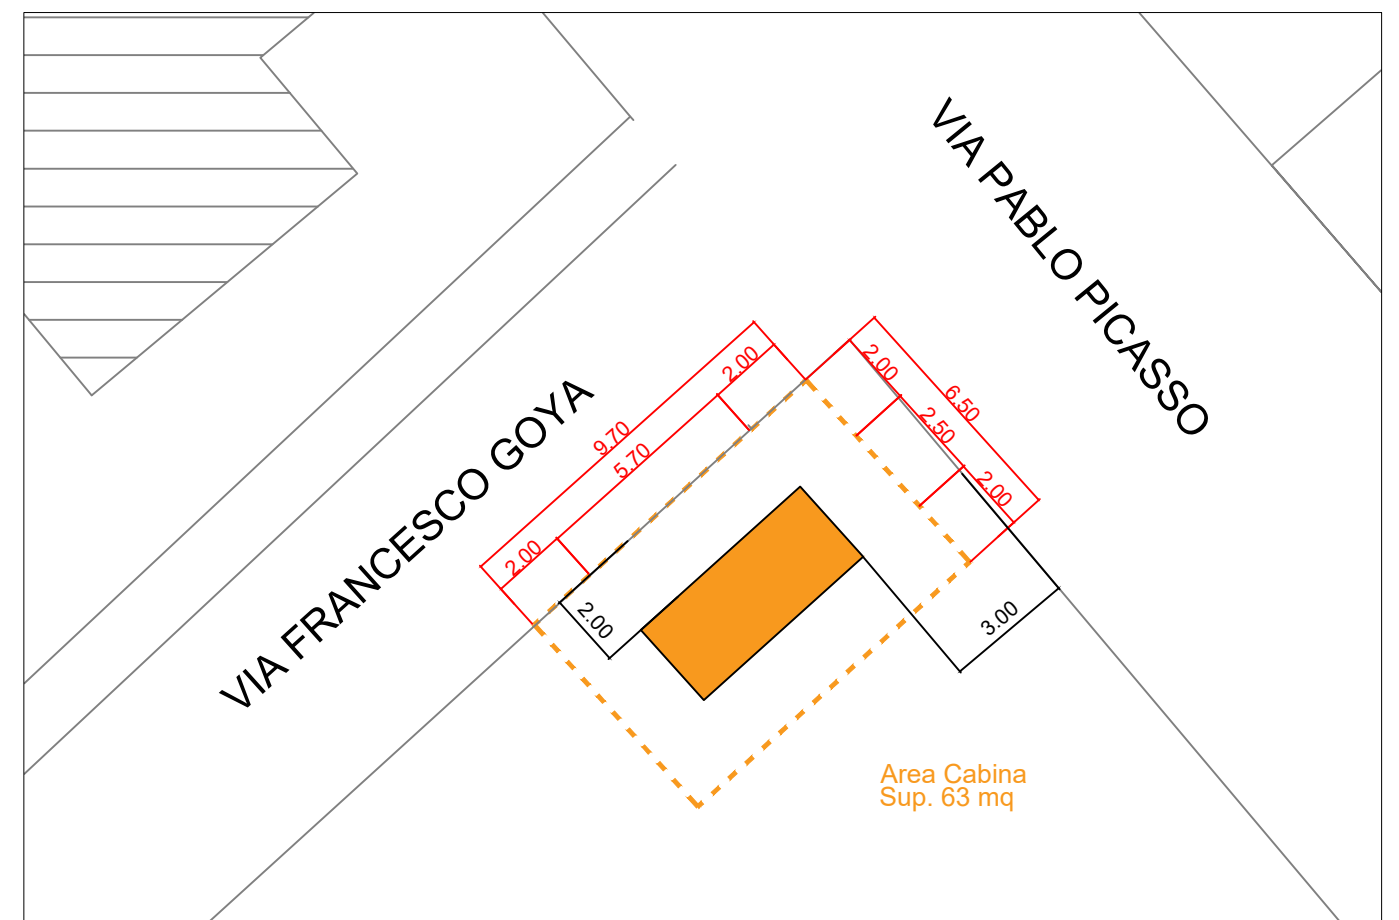 VIA PABLO PICASSO
VIA FRANCESCO GOYA
9.70
2.00
5.70
2.00
6.50
2.00
2.50
2.00
2.00
3.00
Area Cabina
Sup. 63 mq